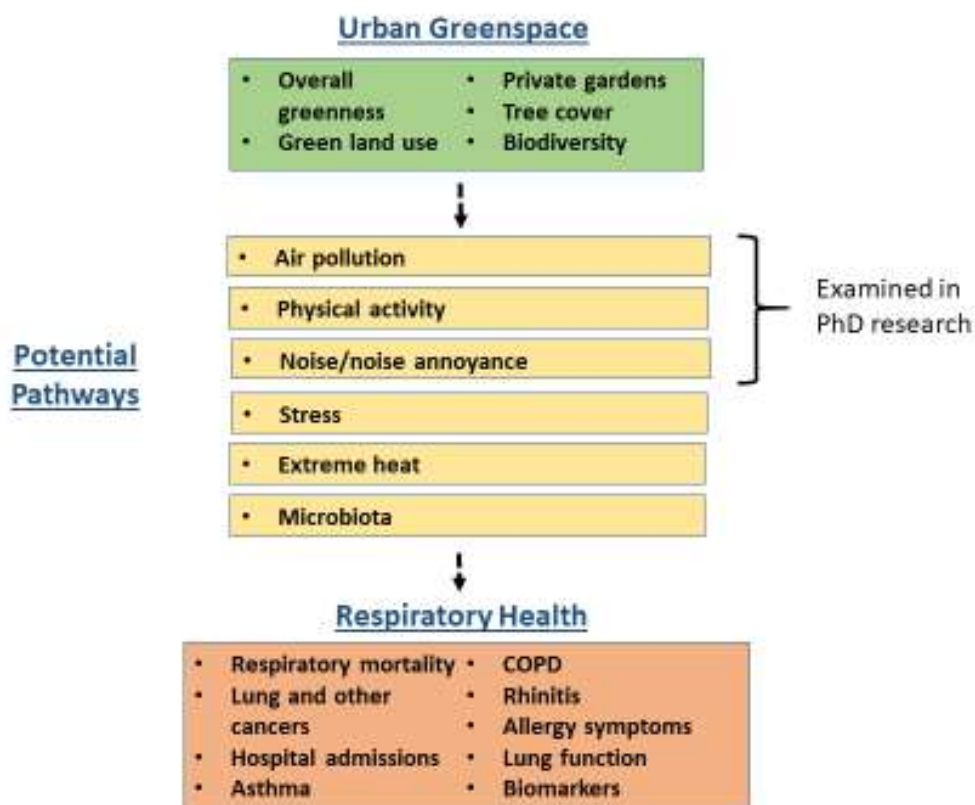 Urban Greenspace
• Overall
greenness
• Green land use
• Private gardens
• Tree cover
• Biodiversity
• Air pollution
• Physical activity
• Noise/noise annoyance
• Stress
• Extreme heat
• Microbiota
Potential
Pathways
Examined in
PhD research
Respiratory Health
• Respiratory mortality
• Lung and other
cancers
• Hospital admissions
• Asthma
• COPD
• Rhinitis
• Allergy symptoms
• Lung function
• Biomarkers